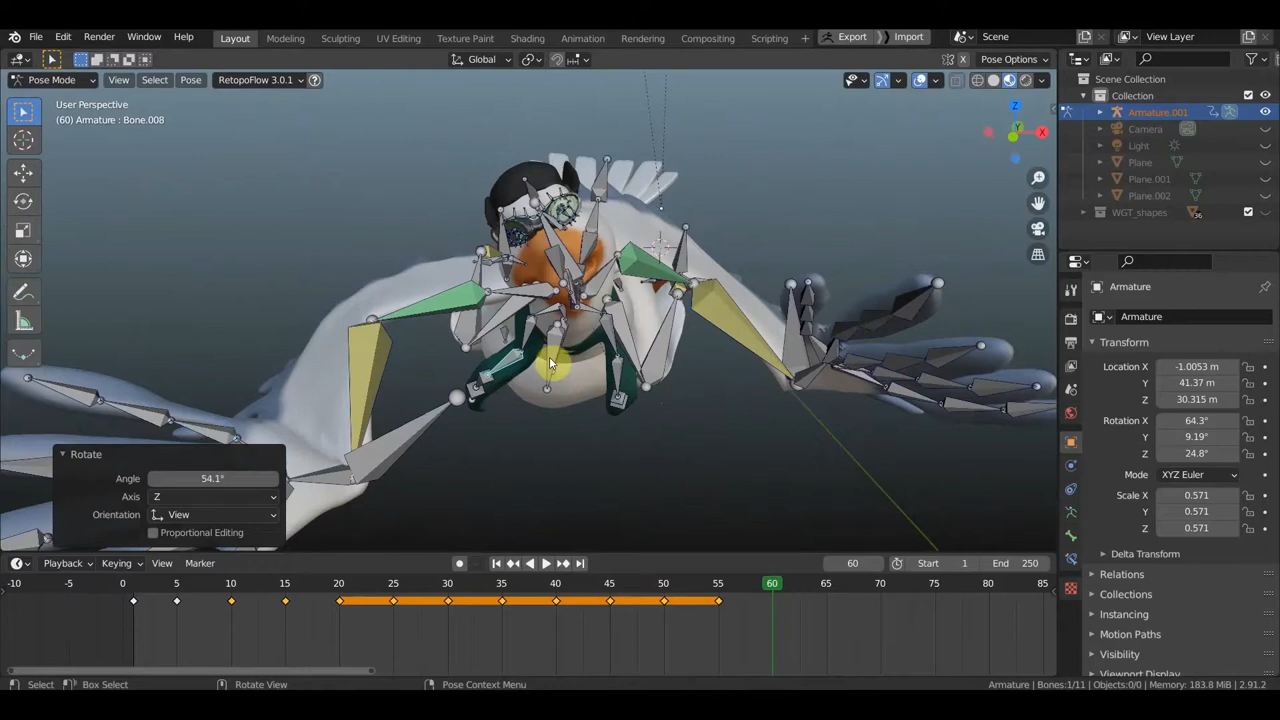 File Edit Render Window Help Layout Modeling Sculpting UV Editing Texture Paint Shading Animation Rendering Compositing Scripting + Export Import Scene View Layer
Global Pose Options
Pose Mode View Select Pose RetopoFlow 3.0.1
User Perspective
(60) Armature : Bone.008
Scene Collection
Collection
Armature.001
Camera
Light
Plane
Plane.001
Plane.002
WGT_shapes 36
Armature
Armature
Transform
Location X -1.0053 m
Y 41.37 m
Z 30.315 m
Rotation X 64.3°
Y 9.19°
Z 24.8°
Mode XYZ Euler
Scale X 0.571
Y 0.571
Z 0.571
Delta Transform
Relations
Collections
Instancing
Motion Paths
Visibility
Viewport Display
Z
Y
X
Rotate
Angle 54.1°
Axis Z
Orientation View
Proportional Editing
Playback Keying View Marker 60 Start 1 End 250
-10 -5 0 5 10 15 20 25 30 35 40 45 50 55 60 65 70 75 80 85
Select Box Select Rotate View Pose Context Menu Armature | Bones:1/11 | Objects:0/0 | Memory: 183.8 MiB | 2.91.2